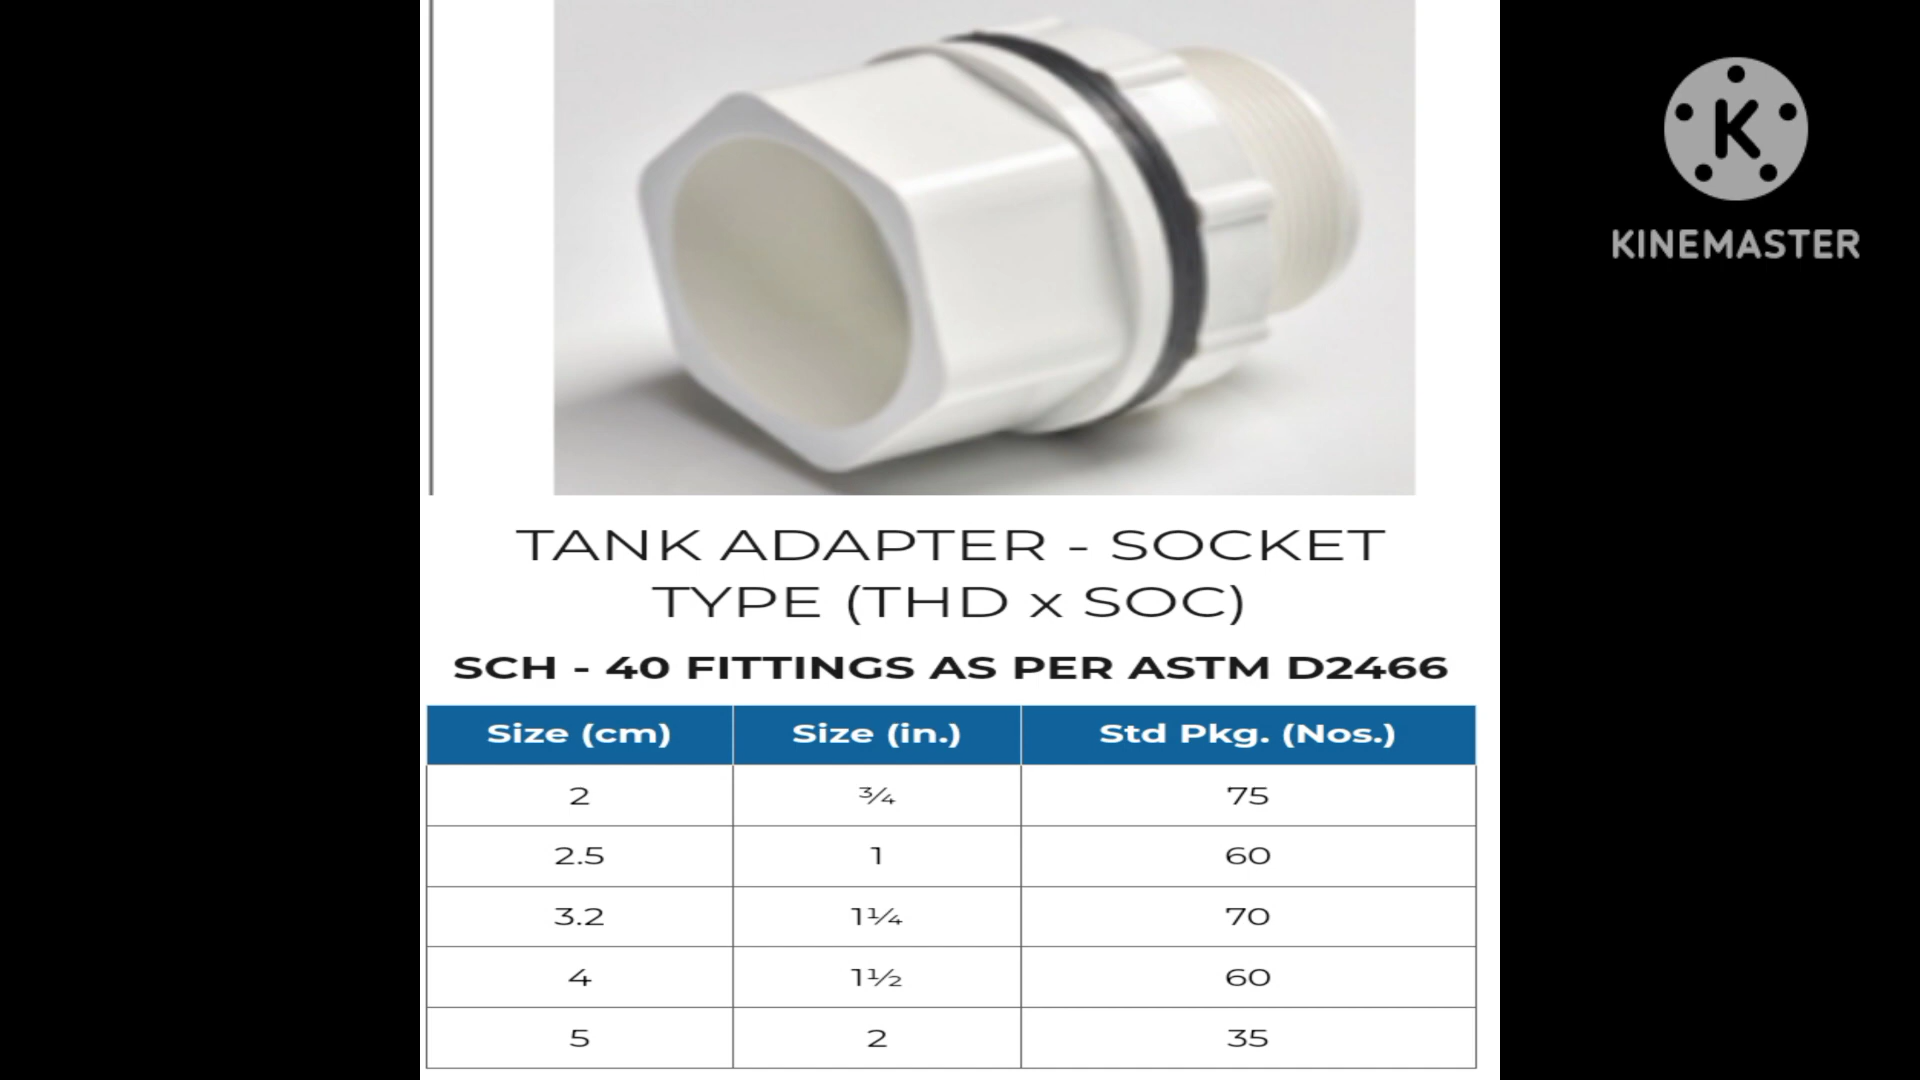 K
KINEMASTER
TANK ADAPTER - SOCKET
TYPE (THD x SOC)
SCH - 40 FITTINGS AS PER ASTM D2466
Size (cm) Size (in.) Std Pkg. (Nos.)
2 ¾ 75
2.5 1 60
3.2 1¼ 70
4 1½ 60
5 2 35